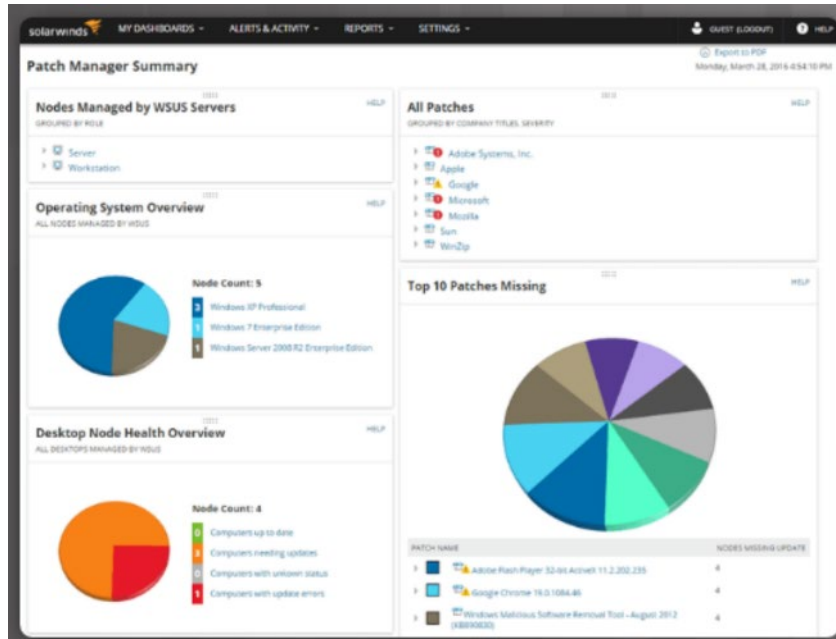 solarwinds MY DASHBOARDS ALERTS & ACTIVITY REPORTS SETTINGS GUEST (LOGOUT) HELP
Export to PDF
Patch Manager Summary
Monday, March 28, 2016 4:54:10 PM
Nodes Managed by WSUS Servers HELP
GROUPED BY ROLE
Server
Workstation
Operating System Overview HELP
ALL NODES MANAGED BY WSUS
Node Count: 5
3 Windows XP Professional
1 Windows 7 Enterprise Edition
1 Windows Server 2008 R2 Enterprise Edition
Desktop Node Health Overview HELP
ALL DESKTOPS MANAGED BY WSUS
Node Count: 4
0 Computers up to date
3 Computers needing updates
0 Computers with unkown status
1 Computers with update errors
All Patches HELP
GROUPED BY COMPANY TITLES, SEVERITY
Adobe Systems, Inc.
Apple
Google
Microsoft
Mozilla
Sun
WinZip
Top 10 Patches Missing HELP
PATCH NAME NODES MISSING UPDATE
Adobe Flash Player 32-bit ActiveX 11.2.202.235 4
Google Chrome 19.0.1084.46 4
Windows Malicious Software Removal Tool - August 2012 4
(KB890830)